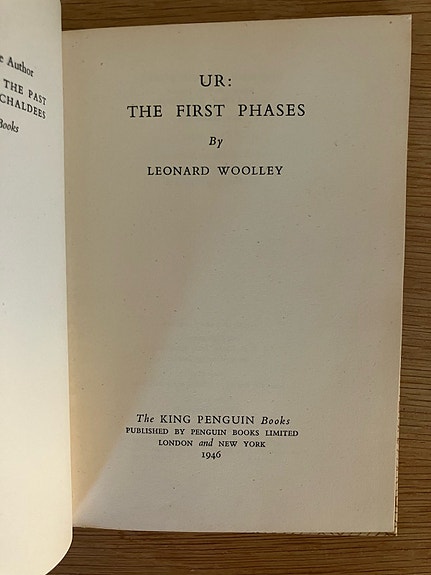 e Author
THE PAST
CHALDEES
Books
UR:
THE FIRST PHASES
By
LEONARD WOOLLEY
The KING PENGUIN Books
PUBLISHED BY PENGUIN BOOKS LIMITED
LONDON and NEW YORK
1946